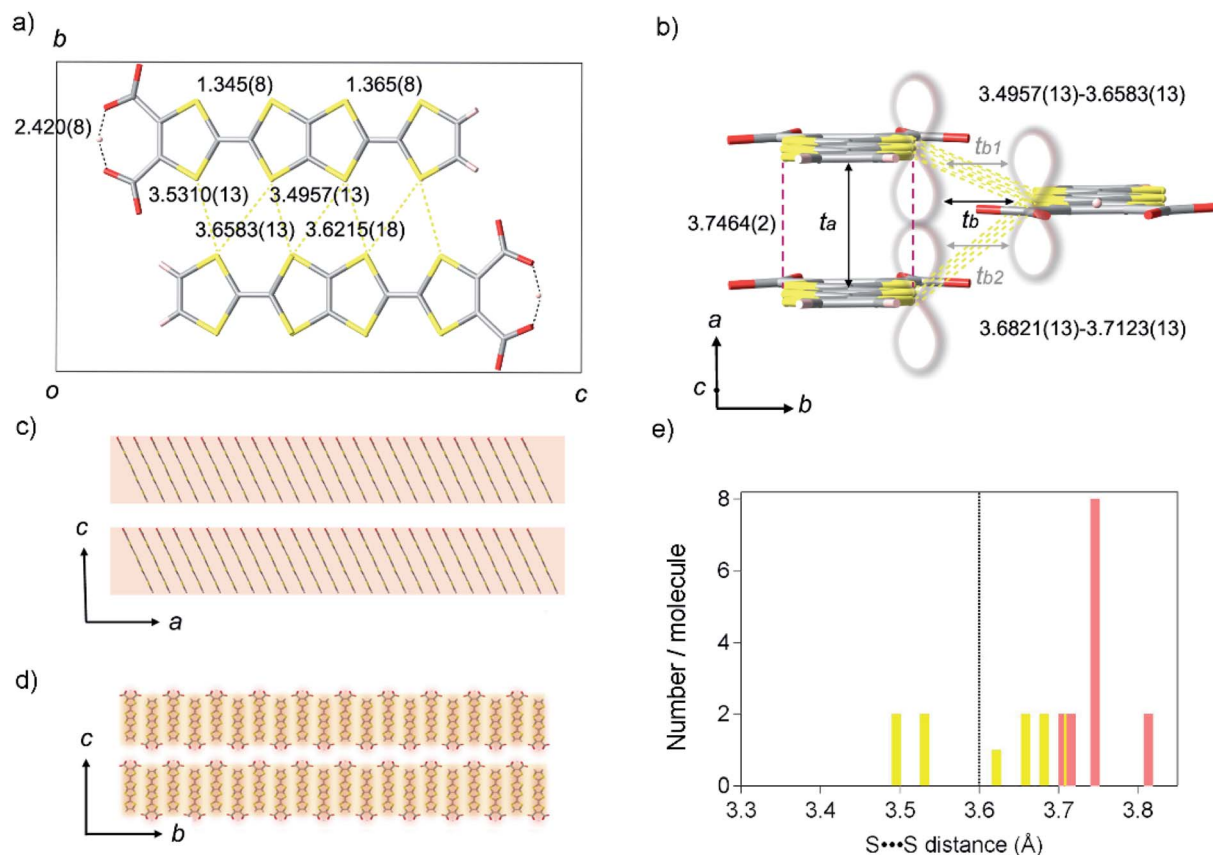 a)
b
1.345(8)
1.365(8)
2.420(8)
3.5310(13)
3.4957(13)
3.6583(13)
3.6215(18)
o
c
b)
3.4957(13)-3.6583(13)
tb1
3.7464(2)
ta
tb
tb2
3.6821(13)-3.7123(13)
a
c
b
c)
c
a
d)
c
b
e)
Number / molecule
8
6
4
2
0
3.3
3.4
3.5
3.6
3.7
3.8
S•••S distance (Å)